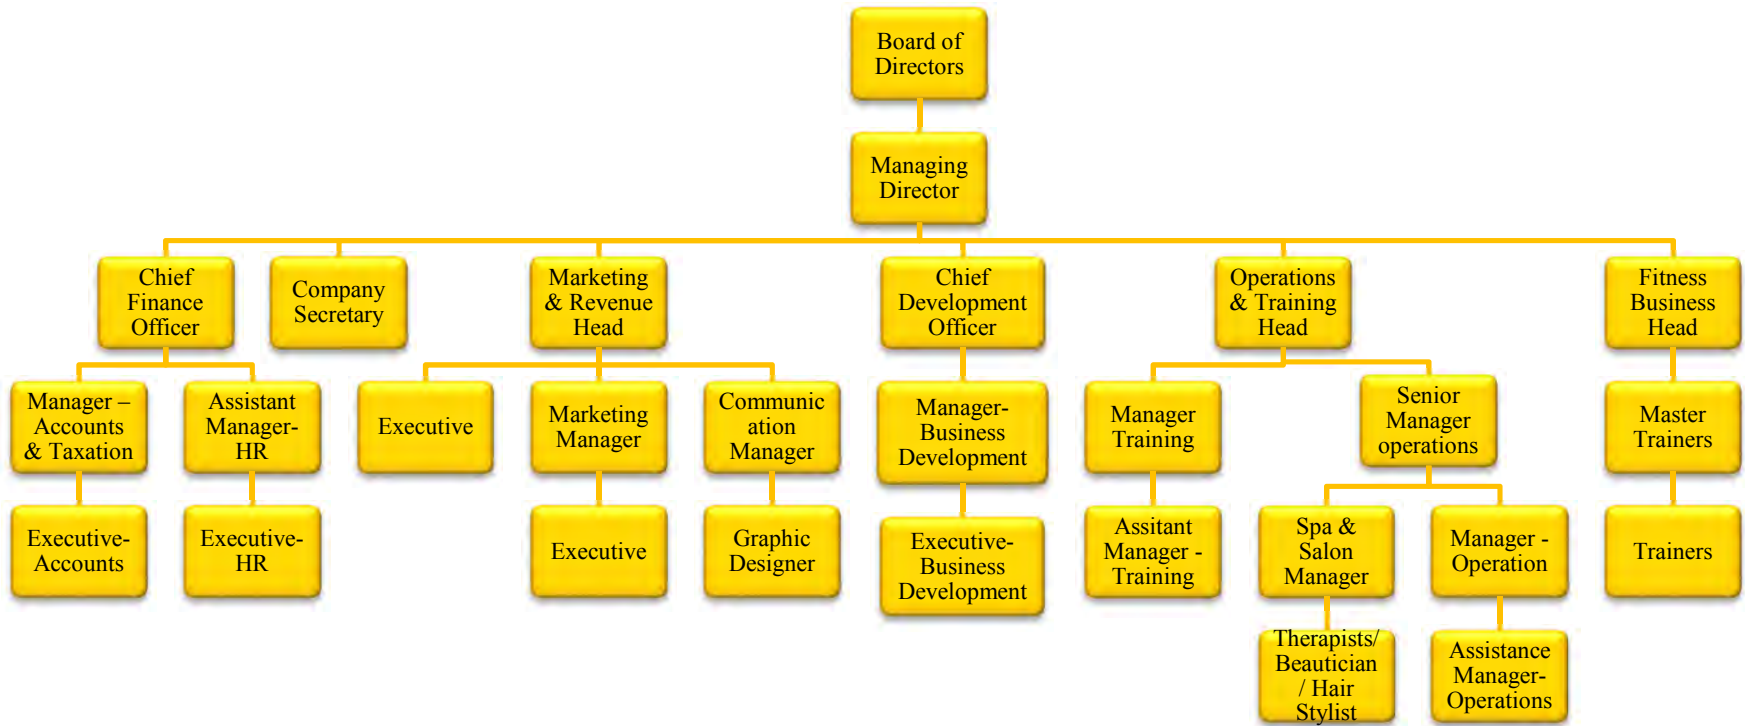 Board of
Directors
Managing
Director
Chief
Finance
Officer
Company
Secretary
Marketing
& Revenue
Head
Chief
Development
Officer
Operations
& Training
Head
Fitness
Business
Head
Manager –
Accounts
& Taxation
Assistant
Manager-
HR
Executive
Marketing
Manager
Communic
ation
Manager
Manager-
Business
Development
Manager
Training
Senior
Manager
operations
Master
Trainers
Executive-
Accounts
Executive-
HR
Executive
Graphic
Designer
Executive-
Business
Development
Assitant
Manager -
Training
Spa &
Salon
Manager
Manager -
Operation
Trainers
Therapists/
Beautician
/ Hair
Stylist
Assistance
Manager-
Operations